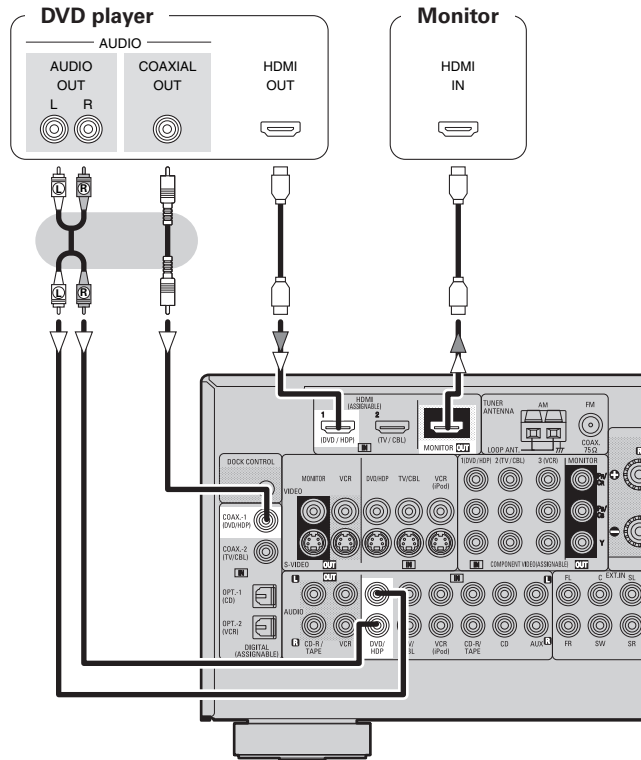 DVD player
Monitor
AUDIO
AUDIO
OUT
L R
COAXIAL
OUT
HDMI
OUT
HDMI
IN
L R
L R
HDMI
(ASSIGNABLE)
1 2
(DVD / HDP) IN (TV / CBL)
MONITOR OUT
TUNER
ANTENNA
AM
FM
LOOP ANT.
COAX.
75Ω
DOCK CONTROL
MONITOR VCR DVD/HDP TV/CBL VCR
(iPod)
VIDEO
S-VIDEO OUT IN
1(DVD/HDP) 2(TV/CBL) 3(VCR) MONITOR
Y
IN COMPONENT VIDEO(ASSIGNABLE) OUT
COAX.-1
(DVD/HDP)
COAX.-2
(TV/CBL)
IN
OPT.-1
(CD)
OPT.-2
(VCR)
DIGITAL
(ASSIGNABLE)
L OUT IN L
AUDIO
R CD-R/
TAPE
VCR
DVD/
HDP
VCR
(iPod)
CD-R/
TAPE
CD
AUX R
FL C EXT.IN SL
FR SW SR